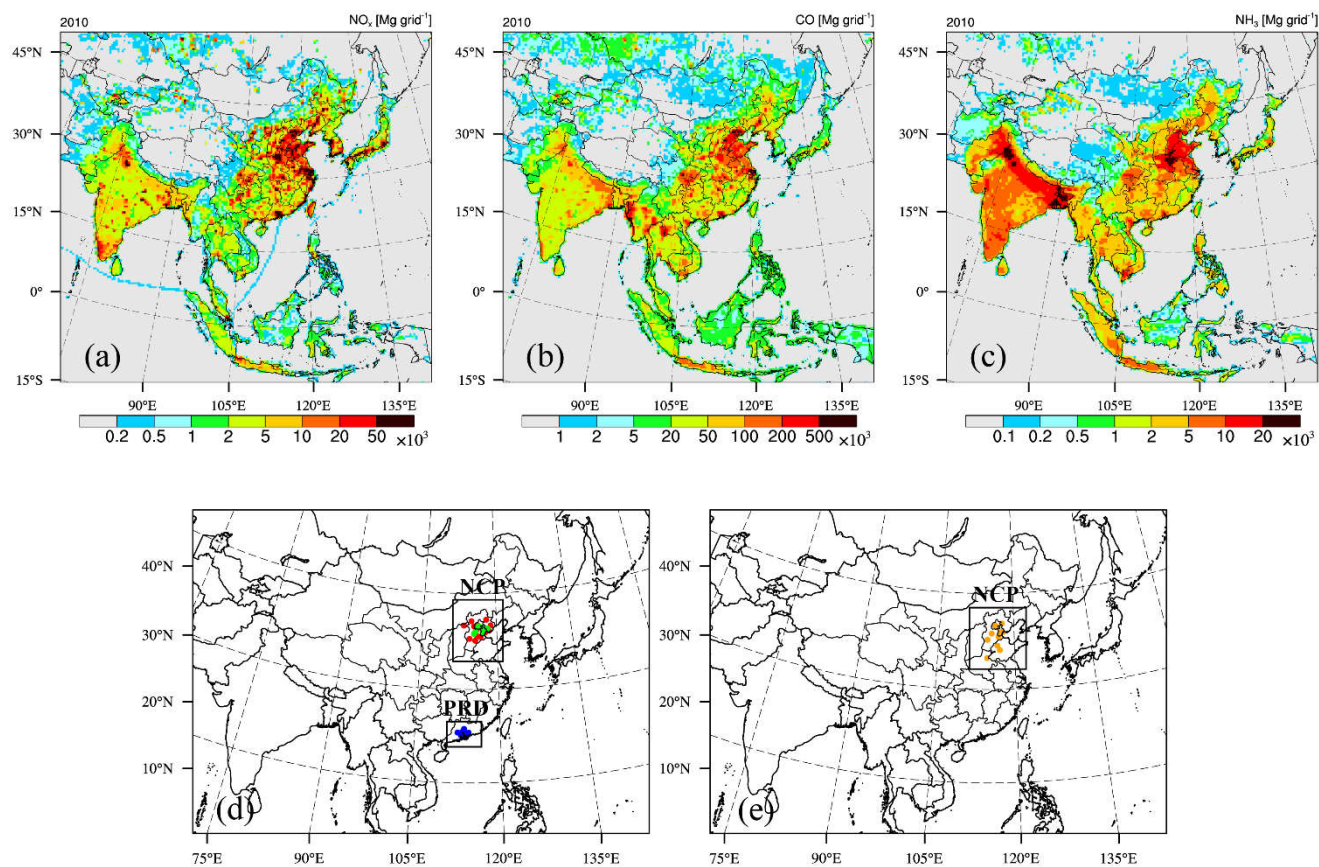 2010 NOₓ [Mg grid⁻¹]
45°N
30°N
15°N
0°
15°S
(a)
90°E 105°E 120°E 135°E
0.2 0.5 1 2 5 10 20 50 ×10³
2010 CO [Mg grid⁻¹]
45°N
30°N
15°N
0°
15°S
(b)
90°E 105°E 120°E 135°E
1 2 5 20 50 100 200 500 ×10³
2010 NH₃ [Mg grid⁻¹]
45°N
30°N
15°N
0°
15°S
(c)
90°E 105°E 120°E 135°E
0.1 0.2 0.5 1 2 5 10 20 ×10³
40°N
30°N
20°N
10°N
NCP
PRD
(d)
75°E 90°E 105°E 120°E 135°E
40°N
30°N
20°N
10°N
NCP
(e)
75°E 90°E 105°E 120°E 135°E